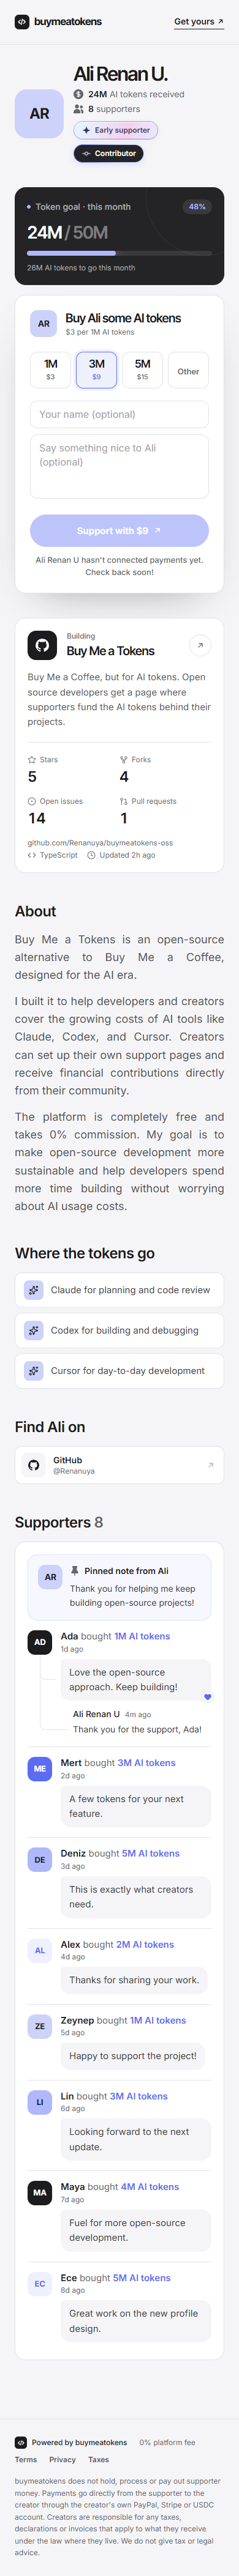 buymeatokens
Get yours ↗
AR
Ali Renan U.
24M AI tokens received
8 supporters
Early supporter
Contributor
Token goal · this month
48%
24M / 50M
26M AI tokens to go this month
AR
Buy Ali some AI tokens
$3 per 1M AI tokens
1M
$3
3M
$9
5M
$15
Other
Your name (optional)
Say something nice to Ali
(optional)
Support with $9 ↗
Ali Renan U hasn't connected payments yet.
Check back soon!
Building
Buy Me a Tokens
Buy Me a Coffee, but for AI tokens. Open
source developers get a page where
supporters fund the AI tokens behind their
projects.
Stars
5
Forks
4
Open issues
14
Pull requests
1
github.com/Renanuya/buymeatokens-oss
TypeScript
Updated 2h ago
About
Buy Me a Tokens is an open-source
alternative to Buy Me a Coffee,
designed for the AI era.
I built it to help developers and creators
cover the growing costs of AI tools like
Claude, Codex, and Cursor. Creators
can set up their own support pages and
receive financial contributions directly
from their community.
The platform is completely free and
takes 0% commission. My goal is to
make open-source development more
sustainable and help developers spend
more time building without worrying
about AI usage costs.
Where the tokens go
Claude for planning and code review
Codex for building and debugging
Cursor for day-to-day development
Find Ali on
GitHub
@Renanuya
Supporters 8
AR
Pinned note from Ali
Thank you for helping me keep
building open-source projects!
AD
Ada bought 1M AI tokens
1d ago
Love the open-source
approach. Keep building!
Ali Renan U 4m ago
Thank you for the support, Ada!
ME
Mert bought 3M AI tokens
2d ago
A few tokens for your next
feature.
DE
Deniz bought 5M AI tokens
3d ago
This is exactly what creators
need.
AL
Alex bought 2M AI tokens
4d ago
Thanks for sharing your work.
ZE
Zeynep bought 1M AI tokens
5d ago
Happy to support the project!
LI
Lin bought 3M AI tokens
6d ago
Looking forward to the next
update.
MA
Maya bought 4M AI tokens
7d ago
Fuel for more open-source
development.
EC
Ece bought 5M AI tokens
8d ago
Great work on the new profile
design.
Powered by buymeatokens
0% platform fee
Terms
Privacy
Taxes
buymeatokens does not hold, process or pay out supporter
money. Payments go directly from the supporter to the
creator through the creator's own PayPal, Stripe or USDC
account. Creators are responsible for any taxes,
declarations or invoices that apply to what they receive
under the law where they live. We do not give tax or legal
advice.